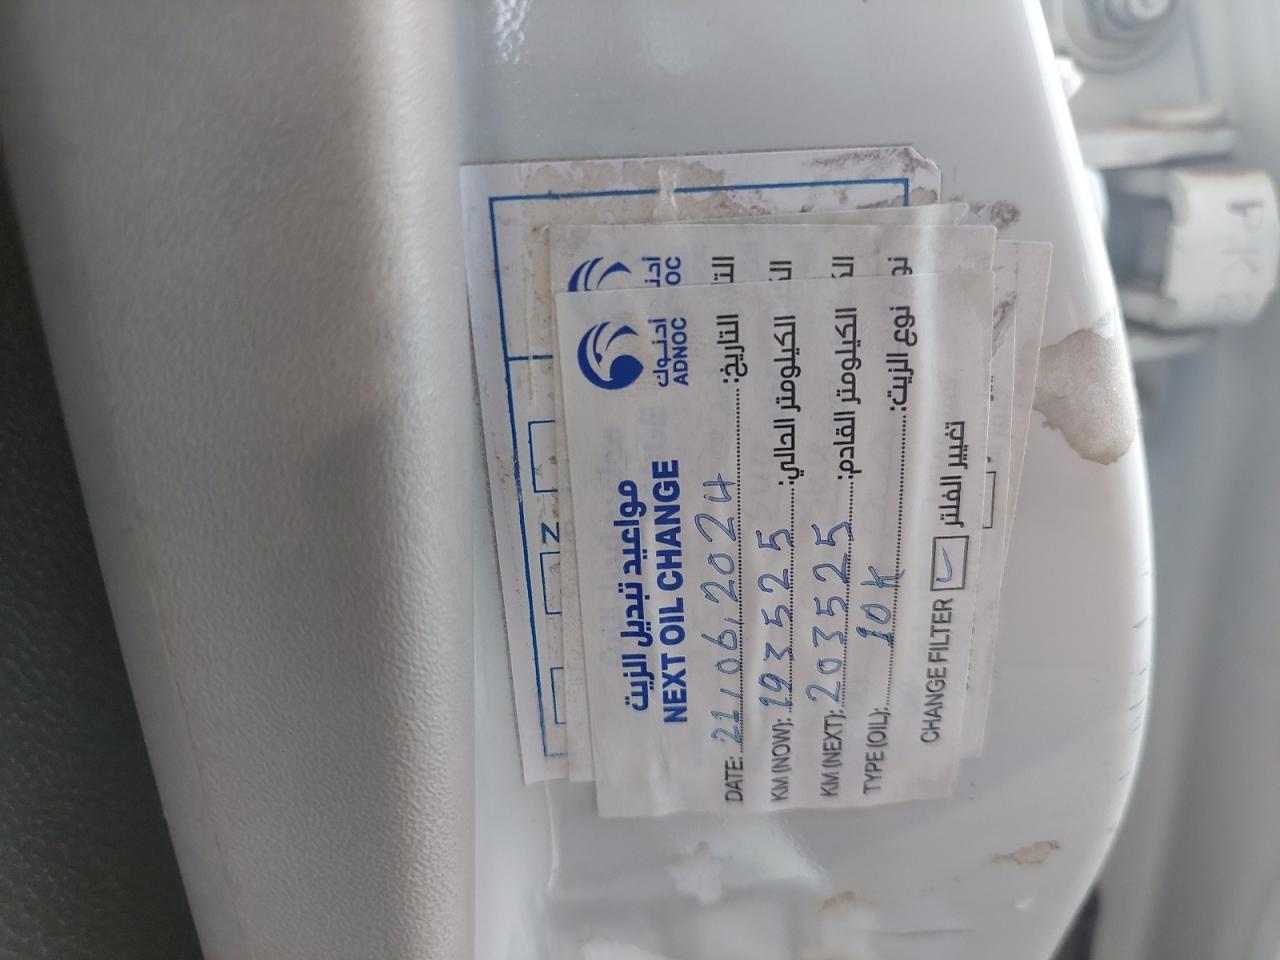 أدنوك
ADNOC
مواعيد تبديل الزيت
NEXT OIL CHANGE
DATE: 21/06/2024 التاريخ:
KM (NOW): 193525 الكيلومتر الحالي:
KM (NEXT): 203525 الكيلومتر القادم:
TYPE (OIL): 10K نوع الزيت:
CHANGE FILTER ✓ تغيير الفلتر